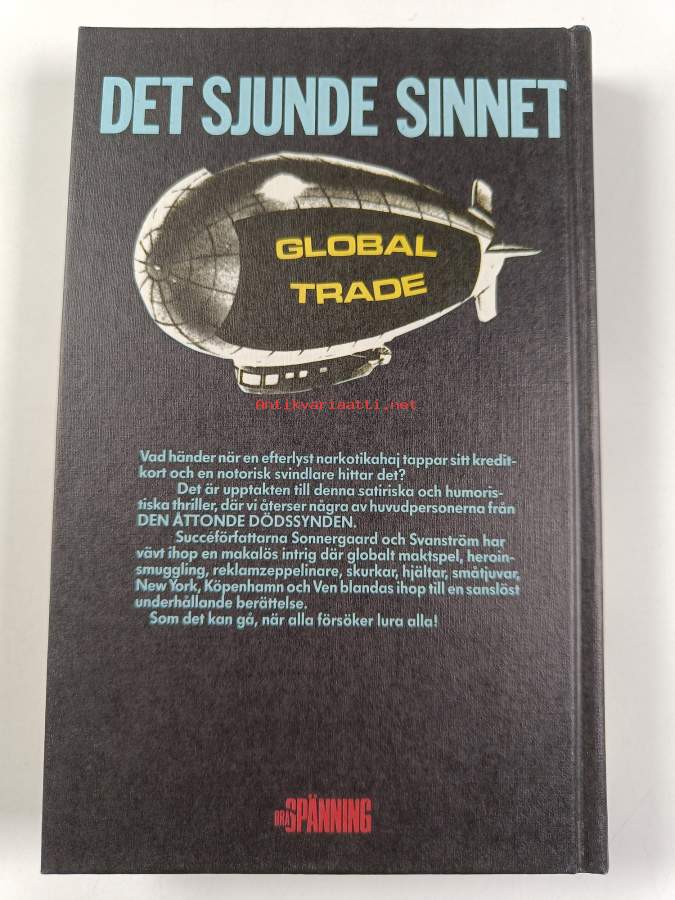 DET SJUNDE SINNET
GLOBAL
TRADE
Antikvariaatti.net
Vad händer när en efterlyst narkotikahaj tappar sitt kredit-
kort och en notorisk svindlare hittar det?
Det är upptakten till denna satiriska och humoris-
tiska thriller, där vi återser några av huvudpersonerna från
DEN ÅTTONDE DÖDSSYNDEN.
Succéförfattarna Sonnergaard och Svanström har
vävt ihop en makalös intrig där globalt maktspel, heroin-
smuggling, reklamzeppelinare, skurkar, hjältar, småtjuvar,
New York, Köpenhamn och Ven blandas ihop till en sanslöst
underhållande berättelse.
Som det kan gå, när alla försöker lura alla!
BRA SPÄNNING